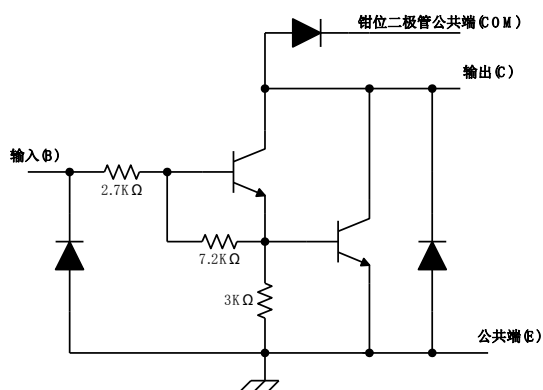 钳位二极管公共端(COM)
输出(C)
输入(B)
2.7KΩ
7.2KΩ
3KΩ
公共端(E)